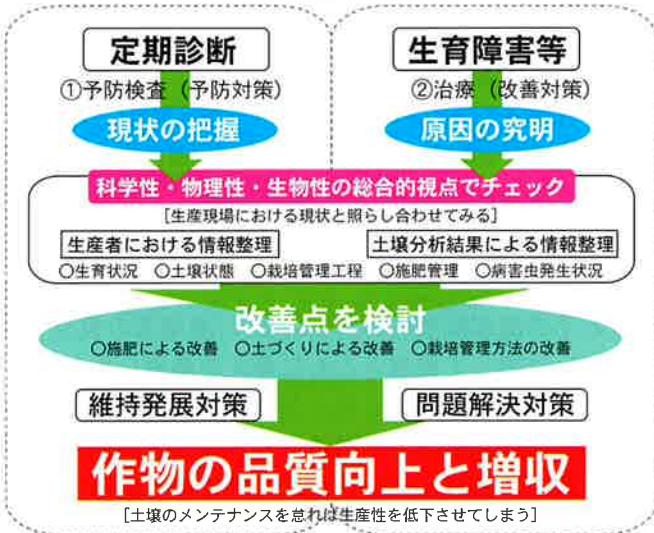 定期診断 生育障害等
①予防検査（予防対策） ②治療（改善対策）
現状の把握 原因の究明
科学性・物理性・生物性の総合的視点でチェック
［生産現場における現状と照らし合わせてみる］
生産者における情報整理 土壌分析結果による情報整理
○生育状況 ○土壌状態 ○栽培管理工程 ○施肥管理 ○病害虫発生状況
改善点を検討
○施肥による改善 ○土づくりによる改善 ○栽培管理方法の改善
維持発展対策 問題解決対策
作物の品質向上と増収
［土壌のメンテナンスを怠れば生産性を低下させてしまう］